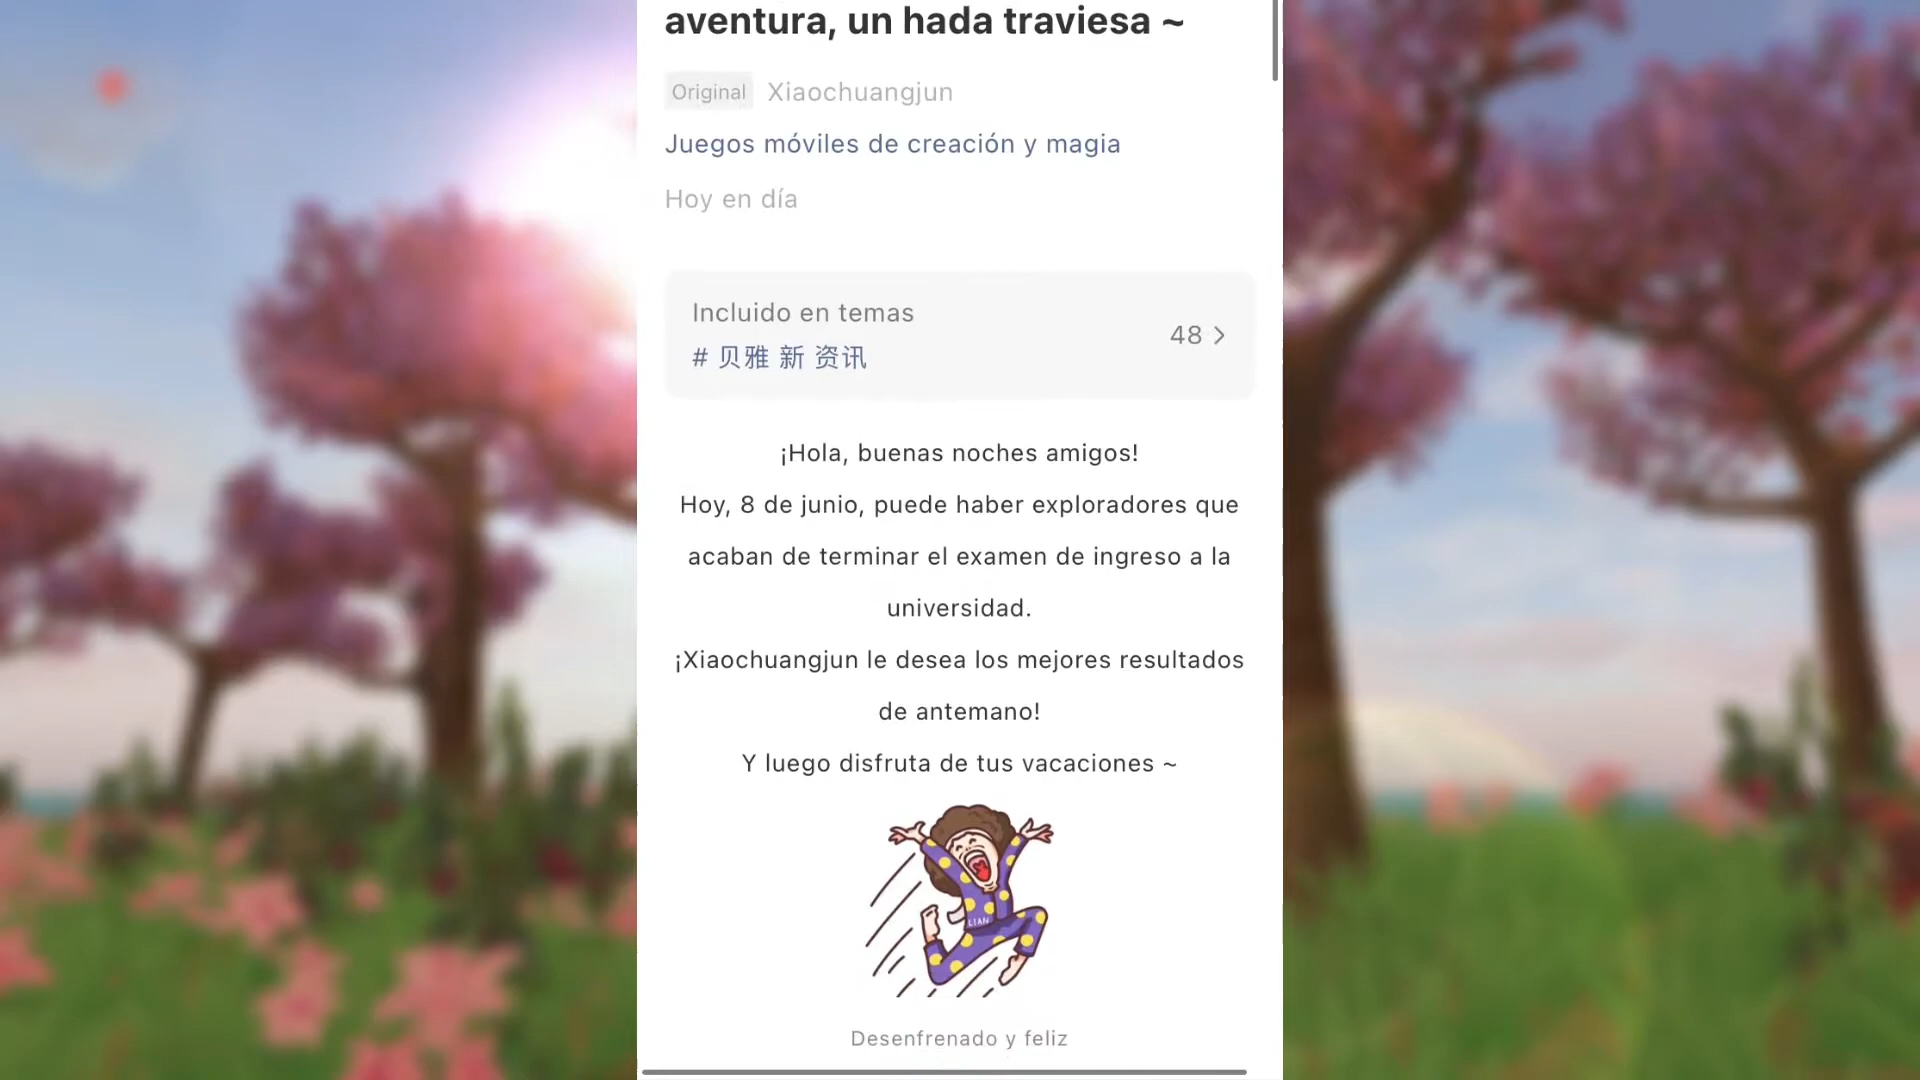 aventura, un hada traviesa ~
Original Xiaochuangjun
Juegos móviles de creación y magia
Hoy en día
Incluido en temas
# 贝雅 新 资讯
48 >
¡Hola, buenas noches amigos!
Hoy, 8 de junio, puede haber exploradores que
acaban de terminar el examen de ingreso a la
universidad.
¡Xiaochuangjun le desea los mejores resultados
de antemano!
Y luego disfruta de tus vacaciones ~
LIAN
Desenfrenado y feliz